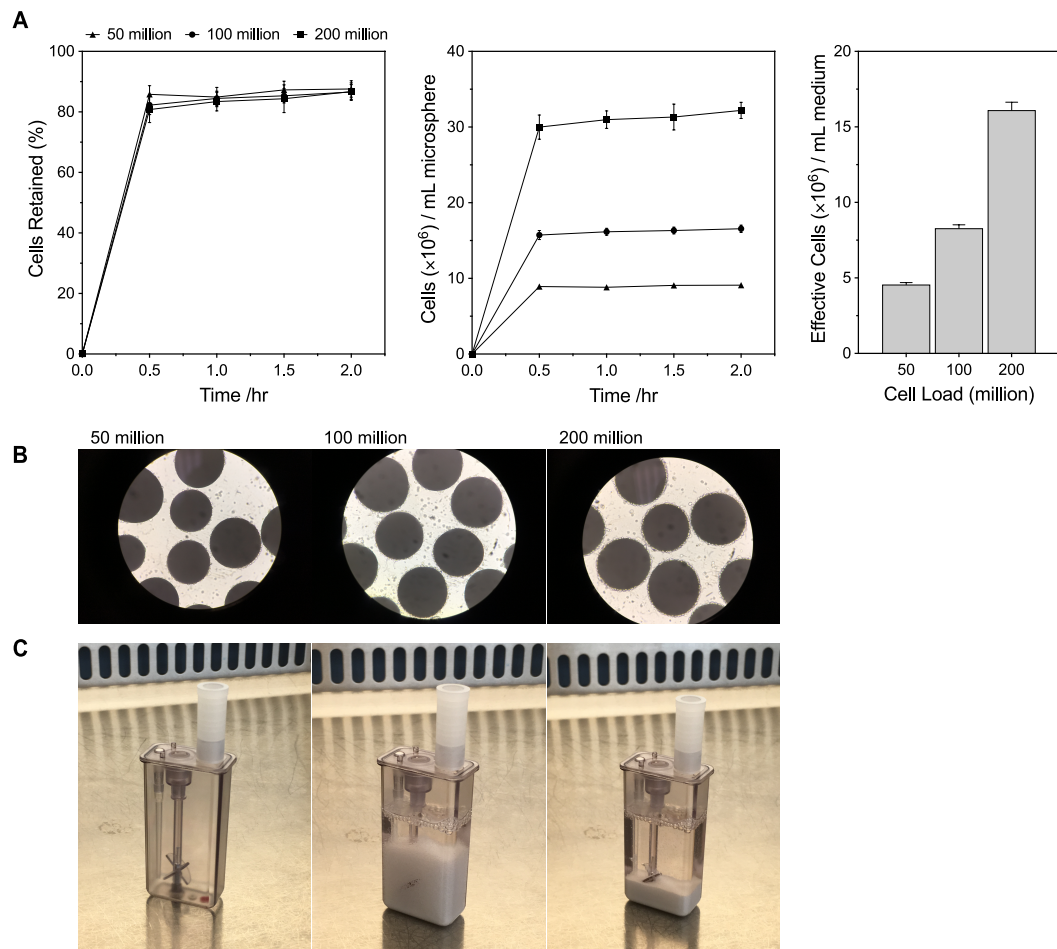 A
50 million 100 million 200 million
Cells Retained (%)
100
80
60
40
20
0
0.0 0.5 1.0 1.5 2.0
Time /hr
Cells (×10⁶) / mL microsphere
40
30
20
10
0
0.0 0.5 1.0 1.5 2.0
Time /hr
Effective Cells (×10⁶) / mL medium
20
15
10
5
0
50 100 200
Cell Load (million)
B
50 million 100 million 200 million
C